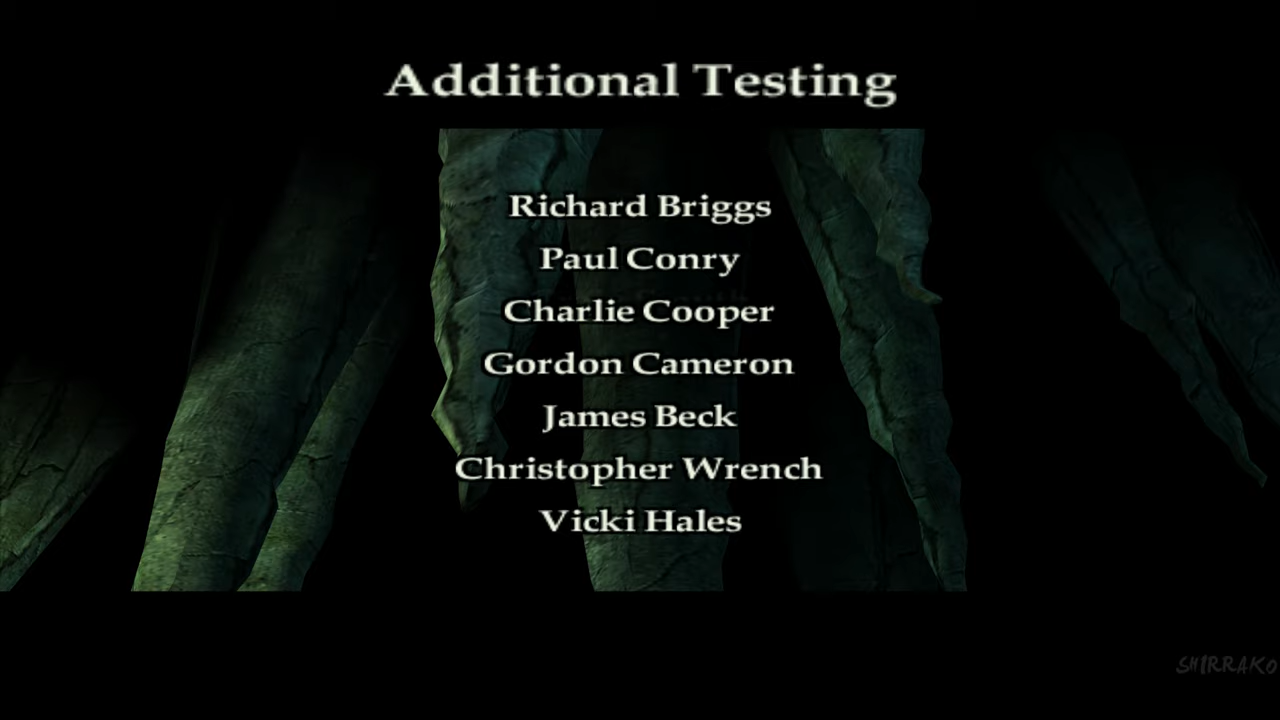 Additional Testing
Richard Briggs
Paul Conry
Charlie Cooper
Gordon Cameron
James Beck
Christopher Wrench
Vicki Hales
SHIRRAKO